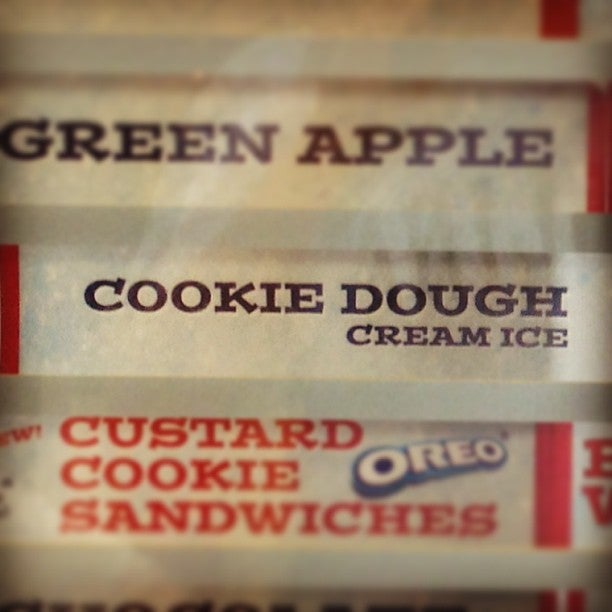 GREEN APPLE
COOKIE DOUGH
CREAM ICE
CUSTARD
COOKIE
SANDWICHES
OREO